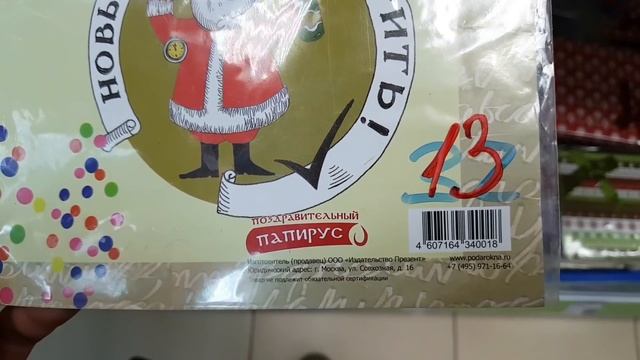 НОВЫ
ИТЬ!
13
ПОЗДРАВИТЕЛЬНЫЙ
ПАПИРУС
4 607164 340018
Изготовитель (продавец) ООО «Издательство Презент»
www.podarokna.ru
Юридический адрес: г. Москва, ул. Совхозная, д. 16
+7 (495) 971-16-64
Товар не подлежит обязательной сертификации